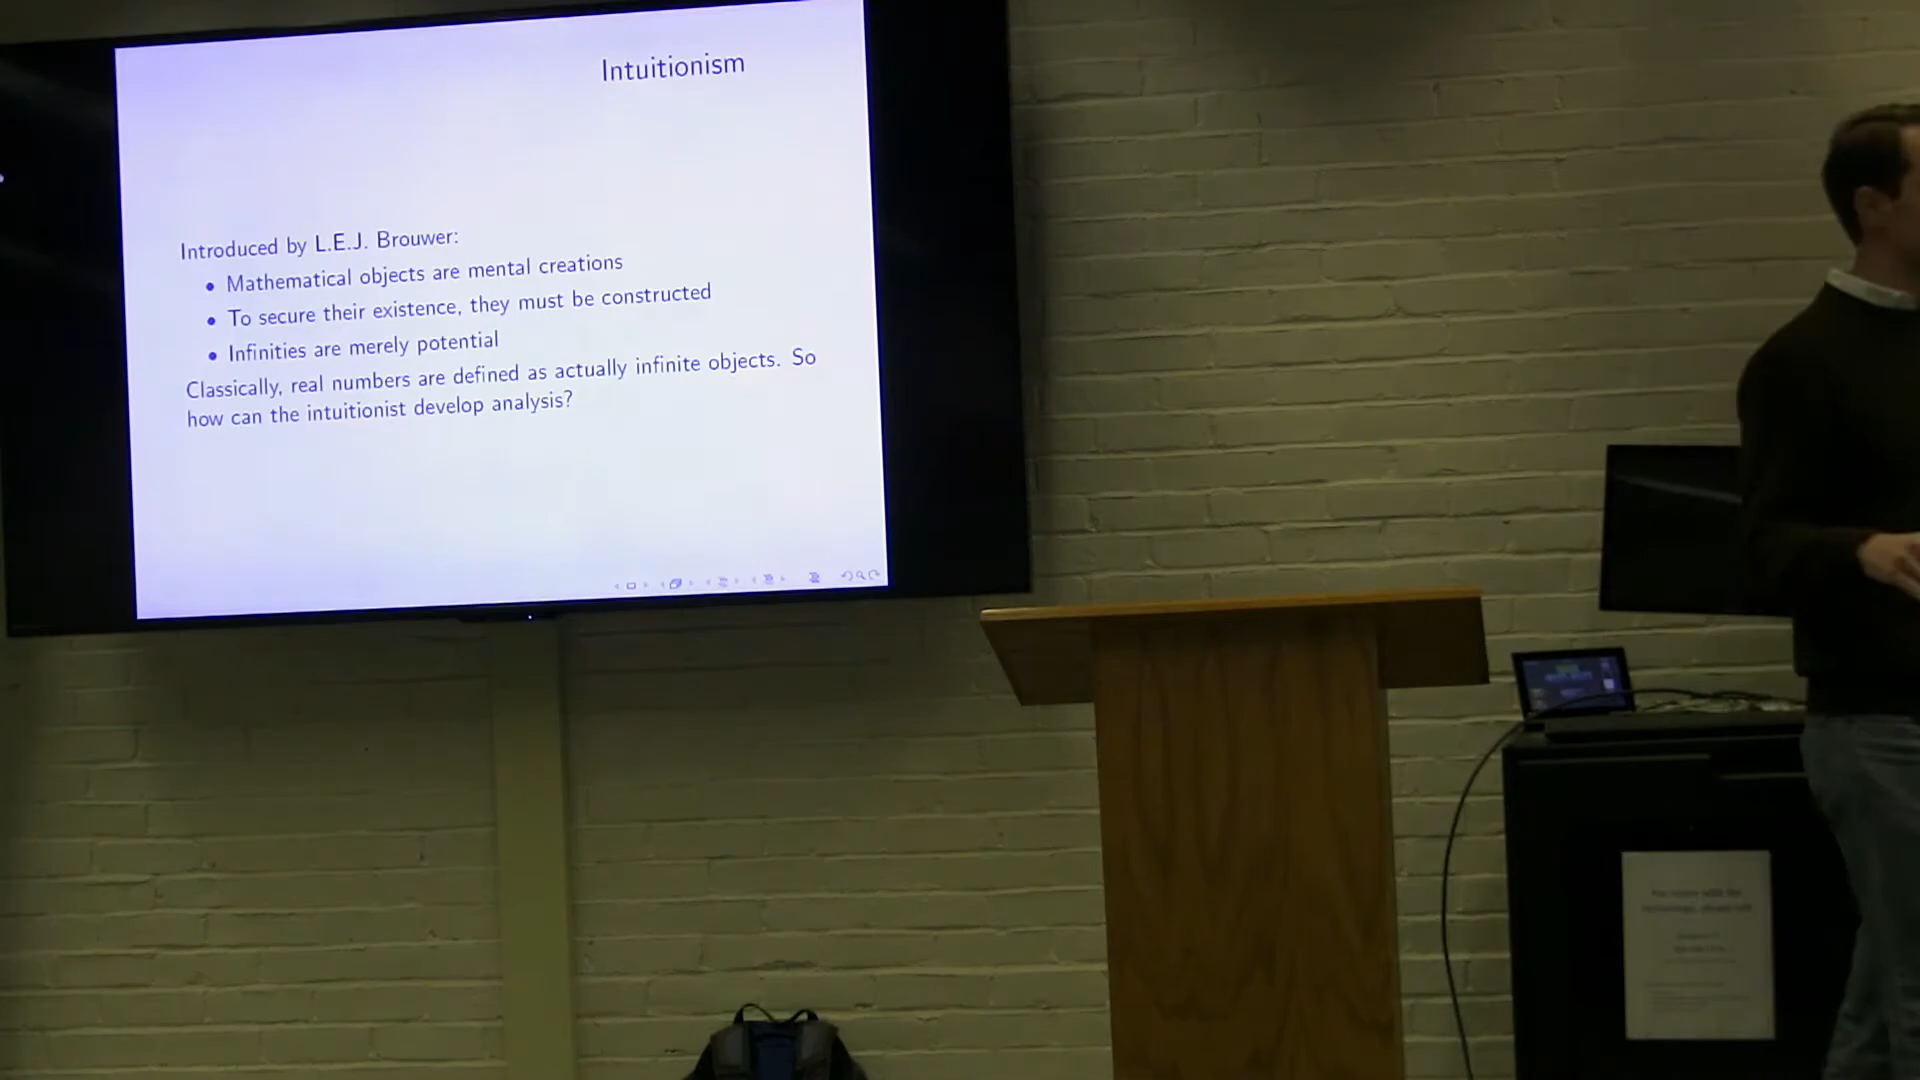 Intuitionism
Introduced by L.E.J. Brouwer:
• Mathematical objects are mental creations
• To secure their existence, they must be constructed
• Infinities are merely potential
Classically, real numbers are defined as actually infinite objects. So
how can the intuitionist develop analysis?